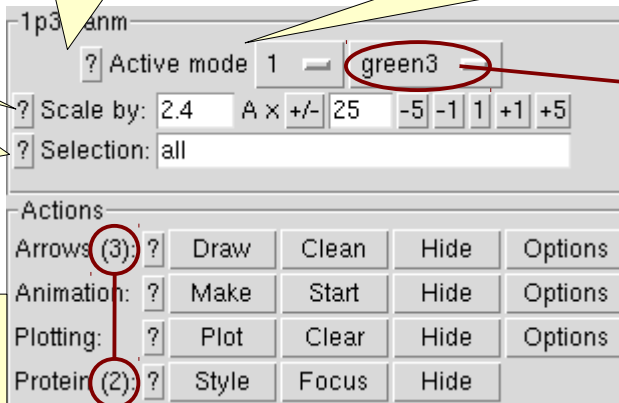 anm
? Active mode 1 green3
? Scale by: 2.4 A × +/- 25 -5 -1 1 +1 +5
? Selection: all
Actions
Arrows (3): ? Draw Clean Hide Options
Animation: ? Make Start Hide Options
Plotting: ? Plot Clear Hide Options
Protein (2): ? Style Focus Hide